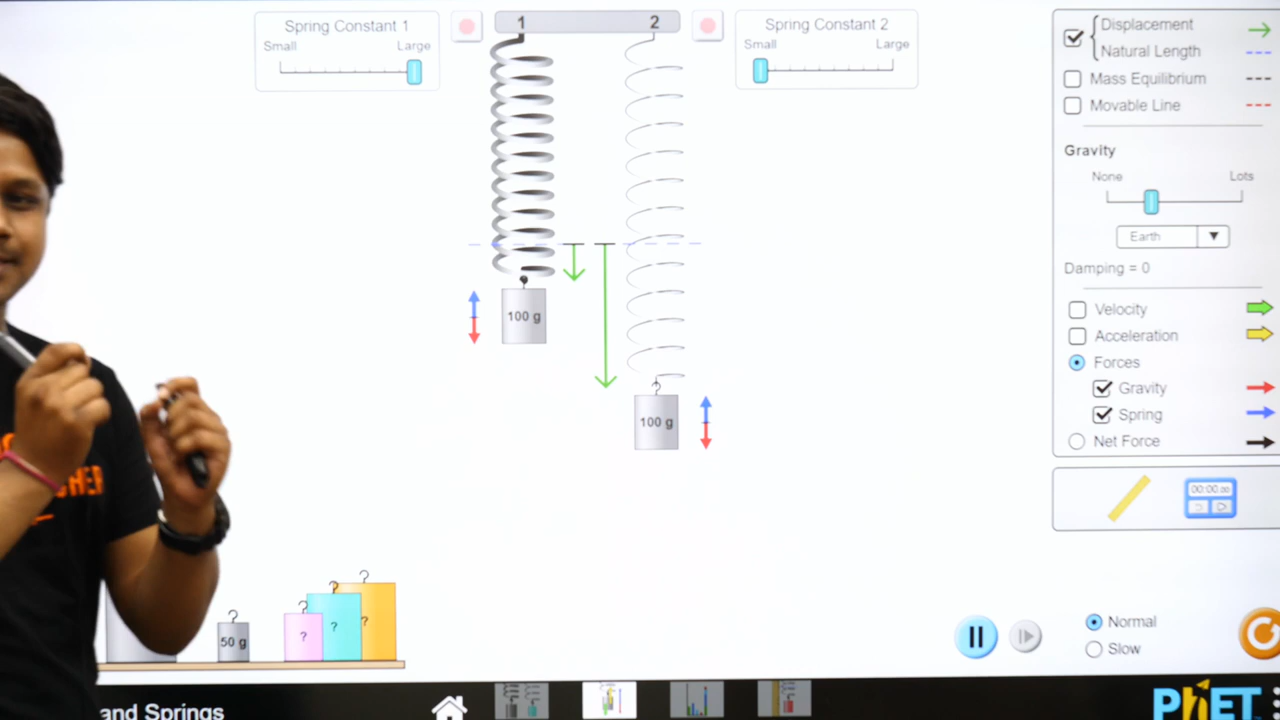 Spring Constant 1
Small Large
1 2
Spring Constant 2
Small Large
Displacement
Natural Length
Mass Equilibrium
Movable Line
Gravity
None Lots
Earth
Damping = 0
Velocity
Acceleration
Forces
Gravity
Spring
Net Force
100 g
100 g
00:00.00
50 g
? ? ?
Normal
Slow
and Springs
PhET